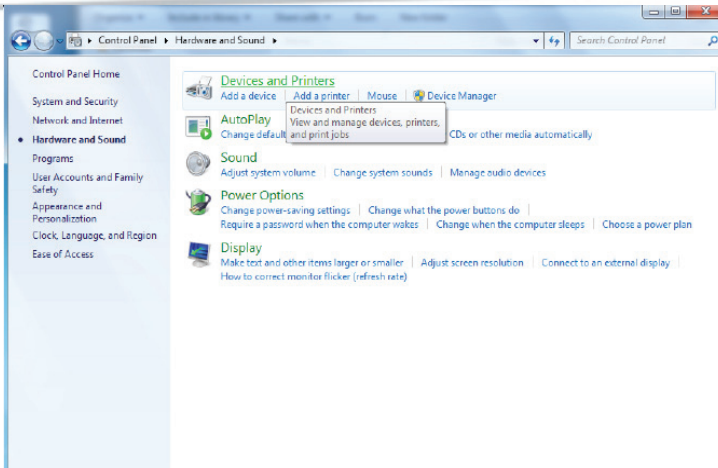 Control Panel ▸ Hardware and Sound ▸
Search Control Panel
Control Panel Home
System and Security
Network and Internet
Hardware and Sound
Programs
User Accounts and Family
Safety
Appearance and
Personalization
Clock, Language, and Region
Ease of Access
Devices and Printers
Add a device
Add a printer
Mouse
Device Manager
Devices and Printers
View and manage devices, printers,
and print jobs
AutoPlay
Change default
CDs or other media automatically
Sound
Adjust system volume
Change system sounds
Manage audio devices
Power Options
Change power-saving settings
Change what the power buttons do
Require a password when the computer wakes
Change when the computer sleeps
Choose a power plan
Display
Make text and other items larger or smaller
Adjust screen resolution
Connect to an external display
How to correct monitor flicker (refresh rate)